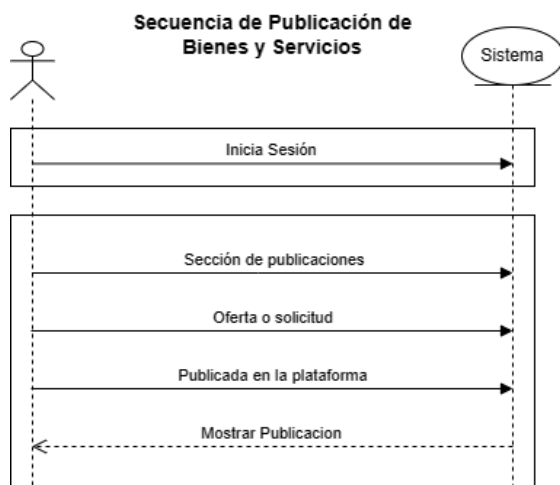 Secuencia de Publicación de
Bienes y Servicios
Sistema
Inicia Sesión
Sección de publicaciones
Oferta o solicitud
Publicada en la plataforma
Mostrar Publicacion